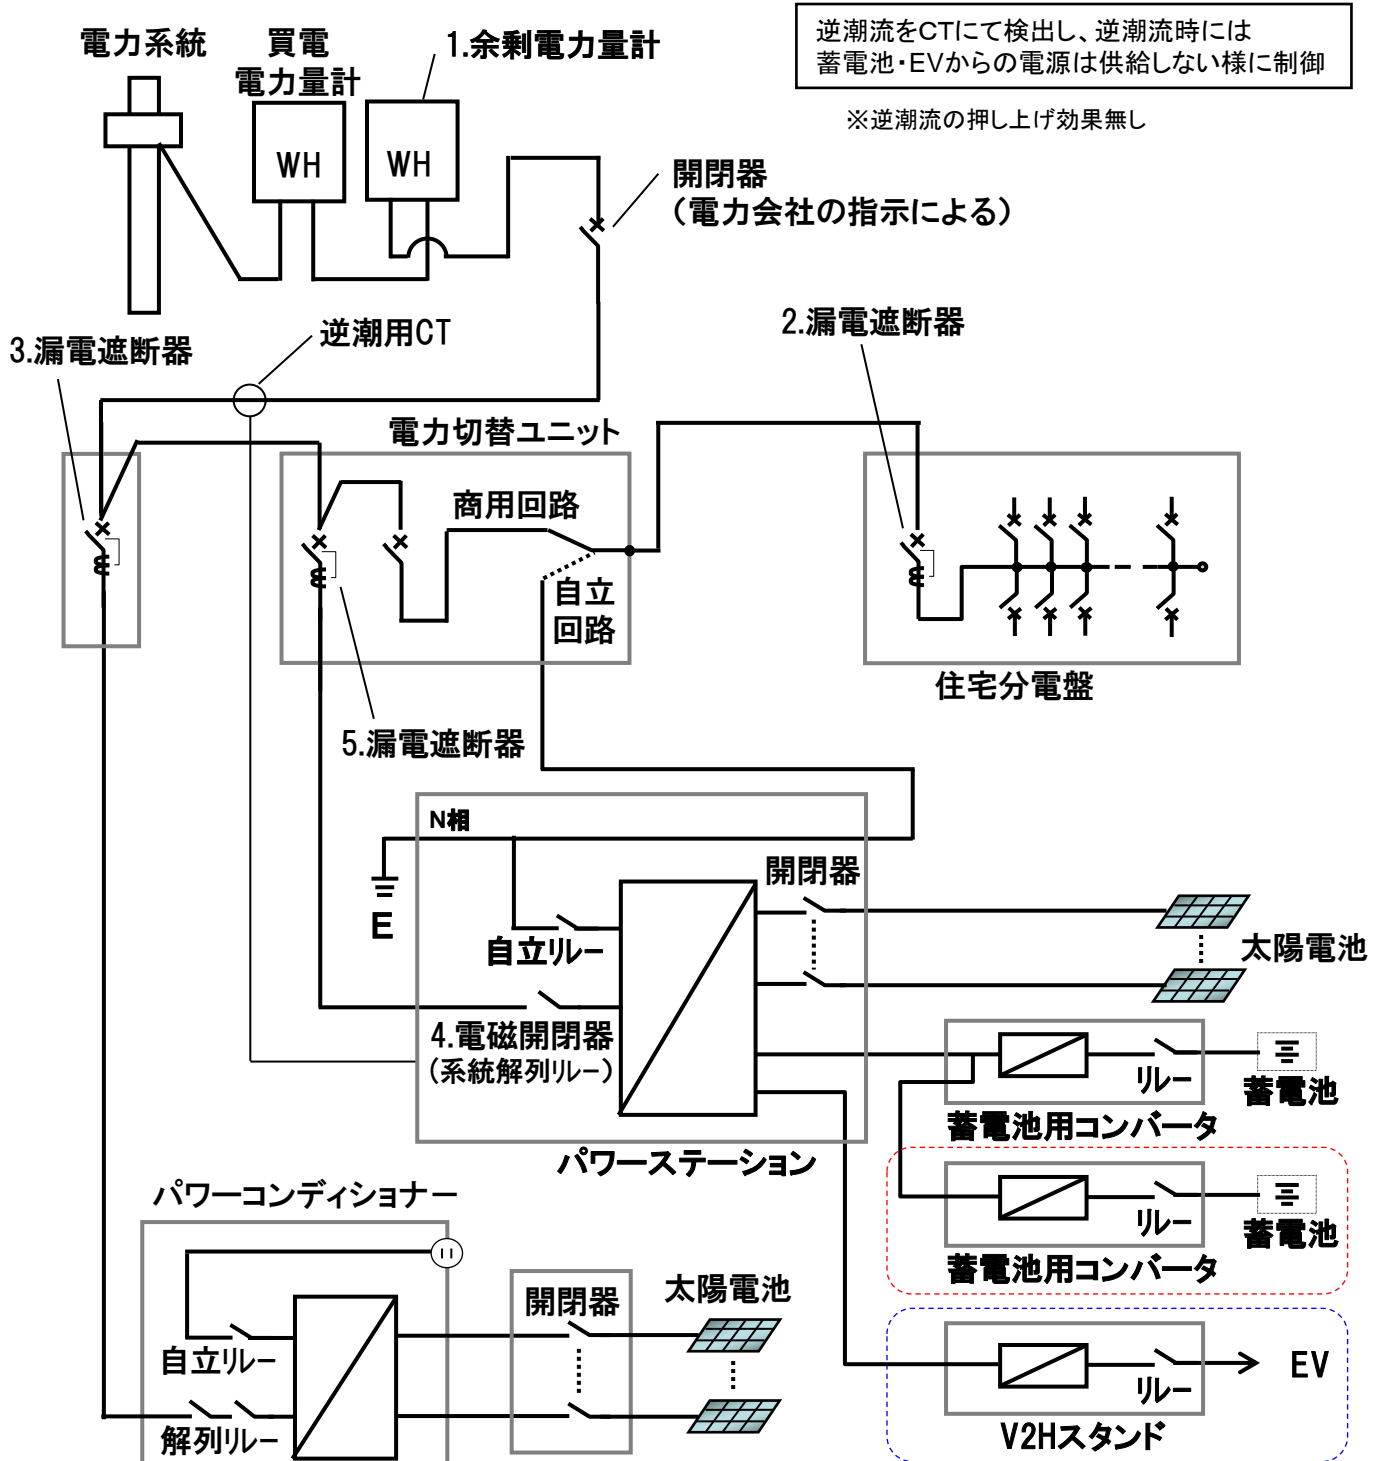 逆潮流をCTにて検出し、逆潮流時には
蓄電池・EVからの電源は供給しない様に制御
※逆潮流の押し上げ効果無し
電力系統
買電
電力量計
1.余剰電力量計
WH
WH
開閉器
（電力会社の指示による）
3.漏電遮断器
逆潮用CT
2.漏電遮断器
電力切替ユニット
商用回路
自立
回路
住宅分電盤
5.漏電遮断器
N相
E
開閉器
自立リレー
太陽電池
4.電磁開閉器
（系統解列リレー）
リレー
蓄電池
蓄電池用コンバータ
パワーステーション
リレー
蓄電池
蓄電池用コンバータ
パワーコンディショナー
開閉器
太陽電池
自立リレー
解列リレー
リレー
EV
V2Hスタンド